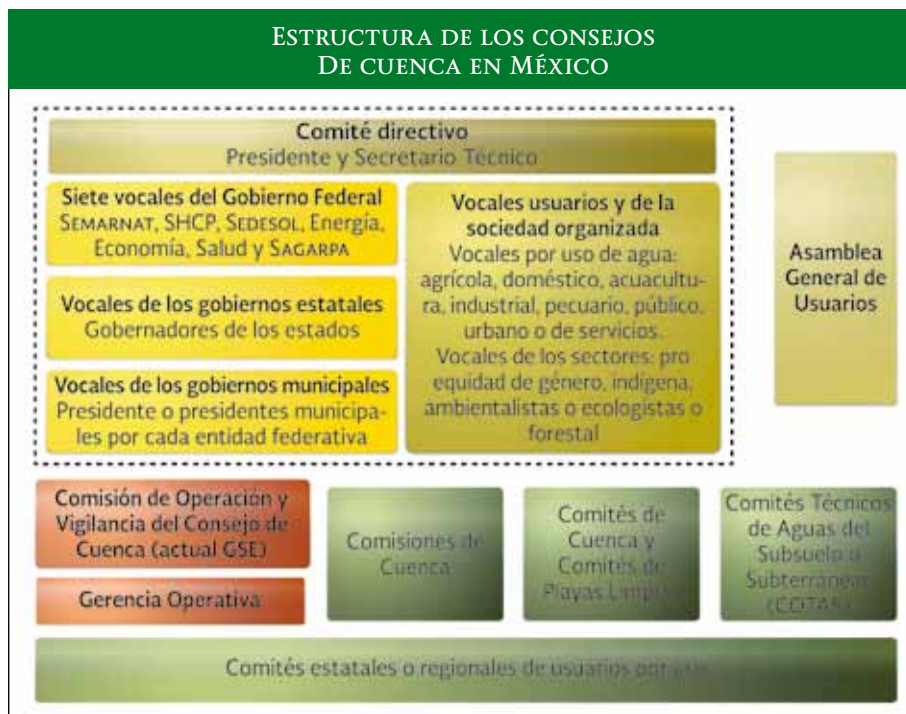 Estructura de los consejos
De cuenca en México
Comité directivo
Presidente y Secretario Técnico
Siete vocales del Gobierno Federal
SEMARNAT, SHCP, SEDESOL, Energía,
Economía, Salud y SAGARPA
Vocales de los gobiernos estatales
Gobernadores de los estados
Vocales de los gobiernos municipales
Presidente o presidentes municipa-
les por cada entidad federativa
Vocales usuarios y de la
sociedad organizada
Vocales por uso de agua:
agrícola, doméstico, acuacultu-
ra, industrial, pecuario, público,
urbano o de servicios.
Vocales de los sectores: pro
equidad de género, indígena,
ambientalistas o ecologistas o
forestal
Asamblea
General de
Usuarios
Comisión de Operación y
Vigilancia del Consejo de
Cuenca (actual GSE)
Gerencia Operativa
Comisiones de
Cuenca
Comités de
Cuenca y
Comités de
Playas Limpias
Comités Técnicos
de Aguas del
Subsuelo o
Subterráneas
(COTAS)
Comités estatales o regionales de usuarios por uso